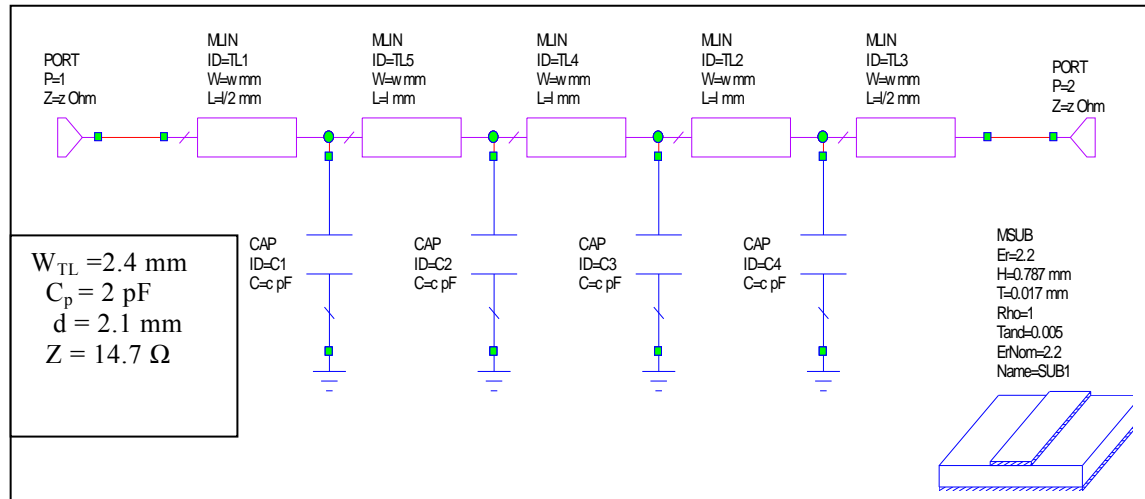 PORT
P=1
Z=z Ohm
MLIN
ID=TL1
W=w mm
L=l/2 mm
MLIN
ID=TL5
W=w mm
L=l mm
MLIN
ID=TL4
W=w mm
L=l mm
MLIN
ID=TL2
W=w mm
L=l mm
MLIN
ID=TL3
W=w mm
L=l/2 mm
PORT
P=2
Z=z Ohm
CAP
ID=C1
C=c pF
CAP
ID=C2
C=c pF
CAP
ID=C3
C=c pF
CAP
ID=C4
C=c pF
W_TL =2.4 mm
C_p = 2 pF
d = 2.1 mm
Z = 14.7 Ω
MSUB
Er=2.2
H=0.787 mm
T=0.017 mm
Rho=1
Tand=0.005
ErNom=2.2
Name=SUB1